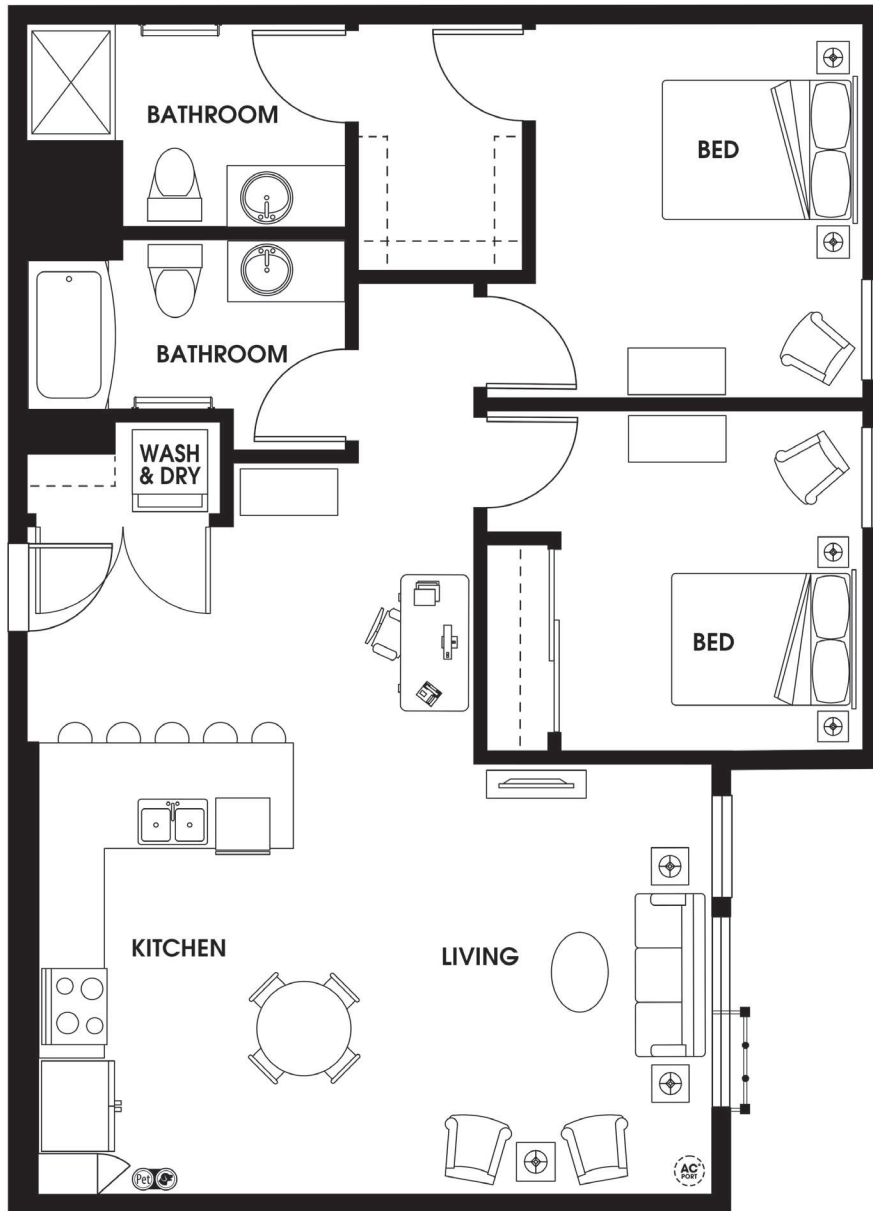 BATHROOM
BED
BATHROOM
WASH
& DRY
BED
KITCHEN
LIVING
Pet
AC
PORT